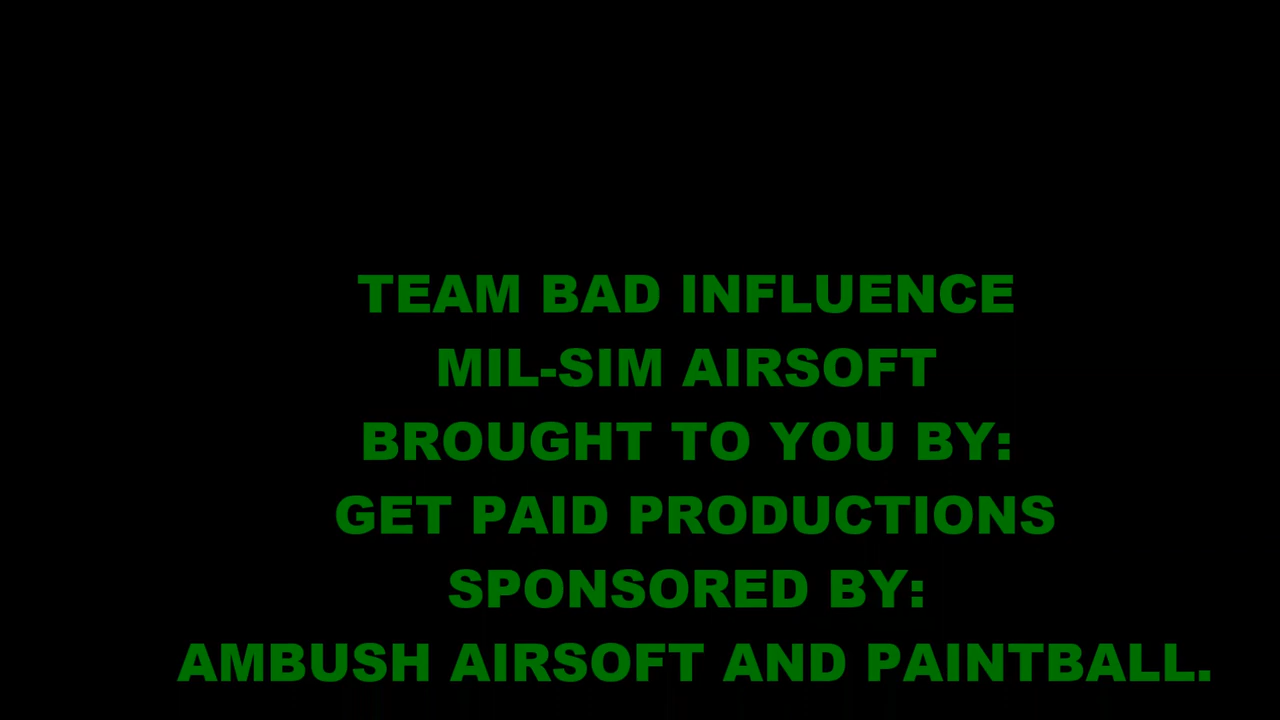 TEAM BAD INFLUENCE
MIL-SIM AIRSOFT
BROUGHT TO YOU BY:
GET PAID PRODUCTIONS
SPONSORED BY:
AMBUSH AIRSOFT AND PAINTBALL.